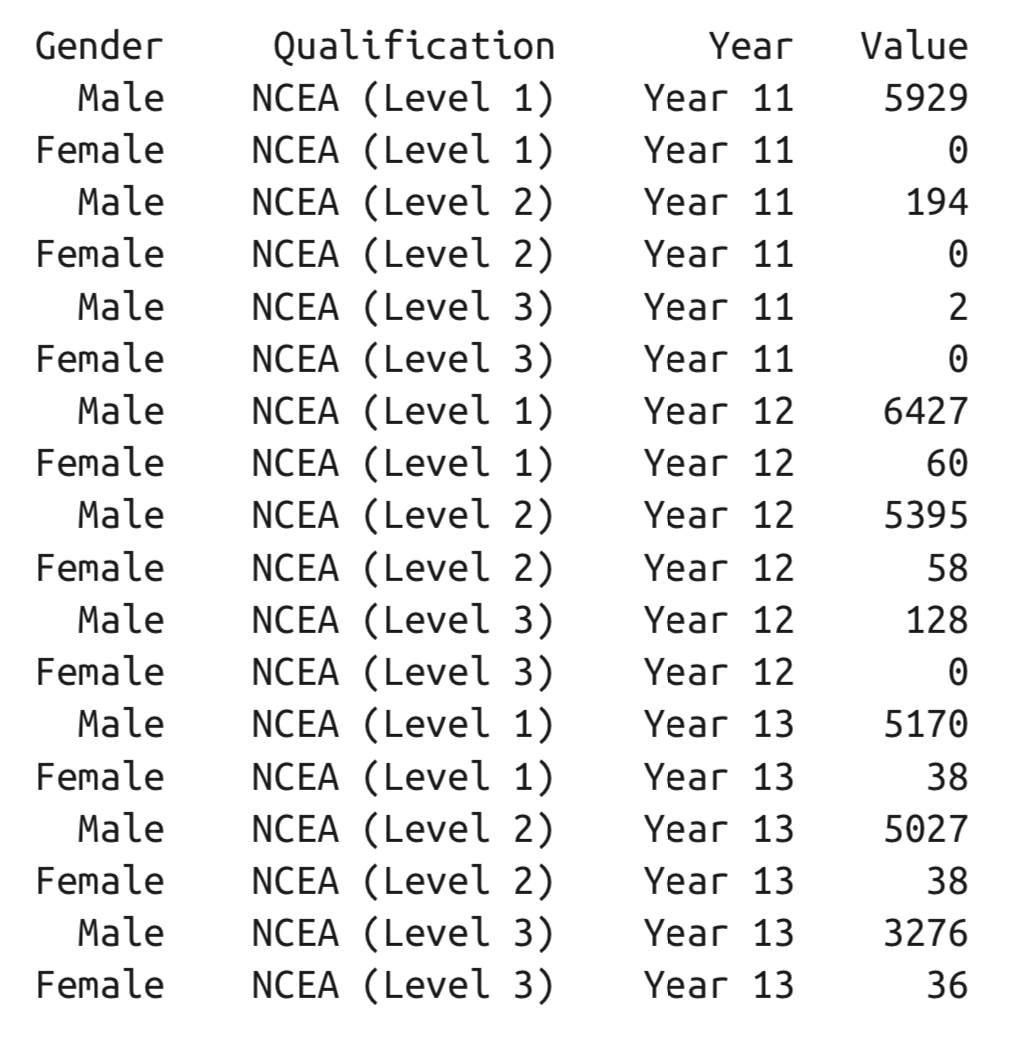 Gender Qualification Year Value
Male NCEA (Level 1) Year 11 5929
Female NCEA (Level 1) Year 11 0
Male NCEA (Level 2) Year 11 194
Female NCEA (Level 2) Year 11 0
Male NCEA (Level 3) Year 11 2
Female NCEA (Level 3) Year 11 0
Male NCEA (Level 1) Year 12 6427
Female NCEA (Level 1) Year 12 60
Male NCEA (Level 2) Year 12 5395
Female NCEA (Level 2) Year 12 58
Male NCEA (Level 3) Year 12 128
Female NCEA (Level 3) Year 12 0
Male NCEA (Level 1) Year 13 5170
Female NCEA (Level 1) Year 13 38
Male NCEA (Level 2) Year 13 5027
Female NCEA (Level 2) Year 13 38
Male NCEA (Level 3) Year 13 3276
Female NCEA (Level 3) Year 13 36